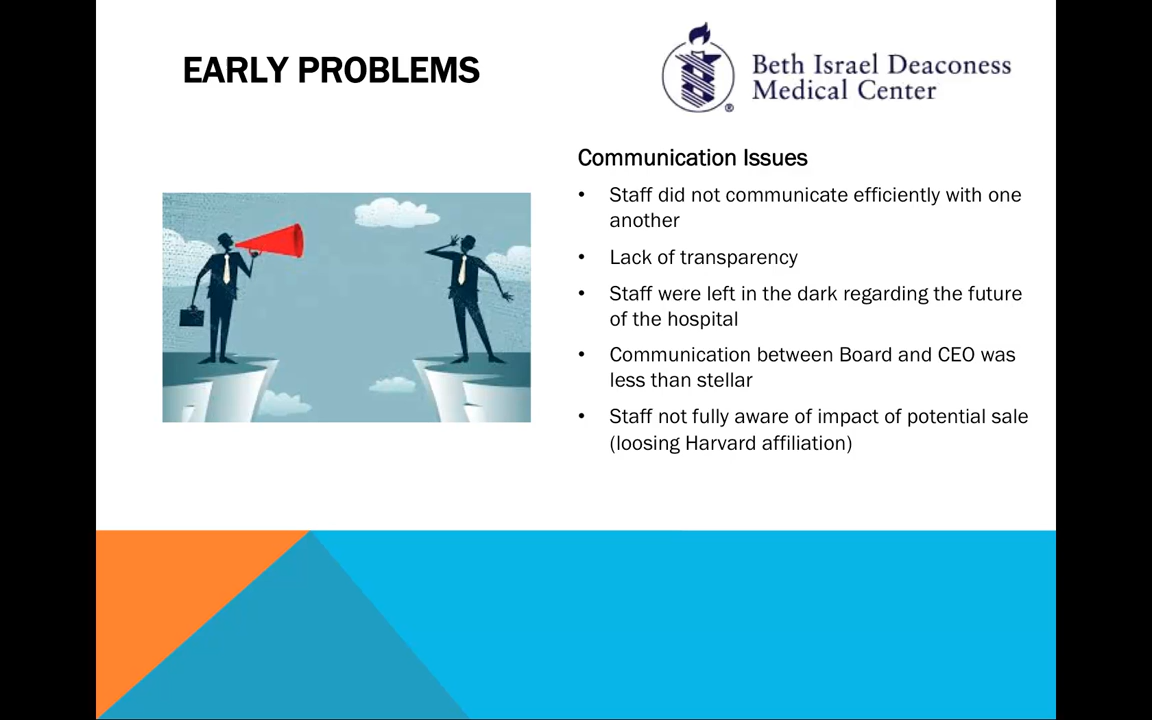 EARLY PROBLEMS
Beth Israel Deaconess
Medical Center
®
Communication Issues
• Staff did not communicate efficiently with one
another
• Lack of transparency
• Staff were left in the dark regarding the future
of the hospital
• Communication between Board and CEO was
less than stellar
• Staff not fully aware of impact of potential sale
(loosing Harvard affiliation)